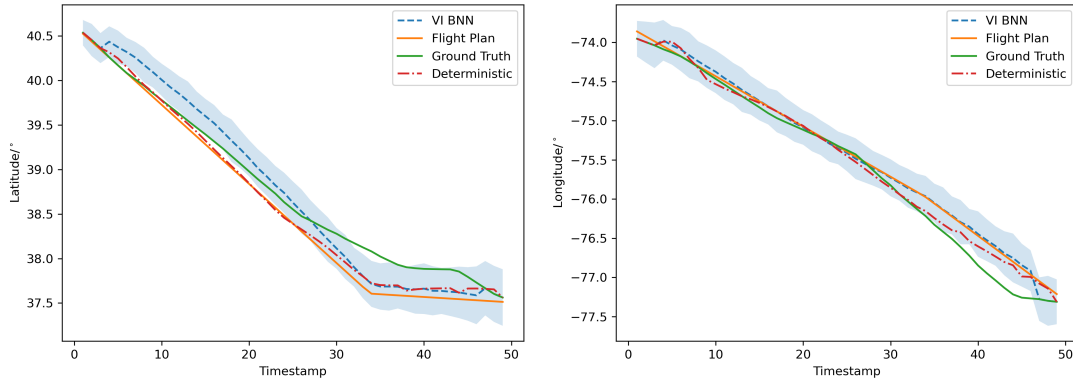 40.5
40.0
39.5
39.0
38.5
38.0
37.5
Latitude/°
0
10
20
30
40
50
Timestamp
VI BNN
Flight Plan
Ground Truth
Deterministic
−74.0
−74.5
−75.0
−75.5
−76.0
−76.5
−77.0
−77.5
Longitude/°
0
10
20
30
40
50
Timestamp
VI BNN
Flight Plan
Ground Truth
Deterministic